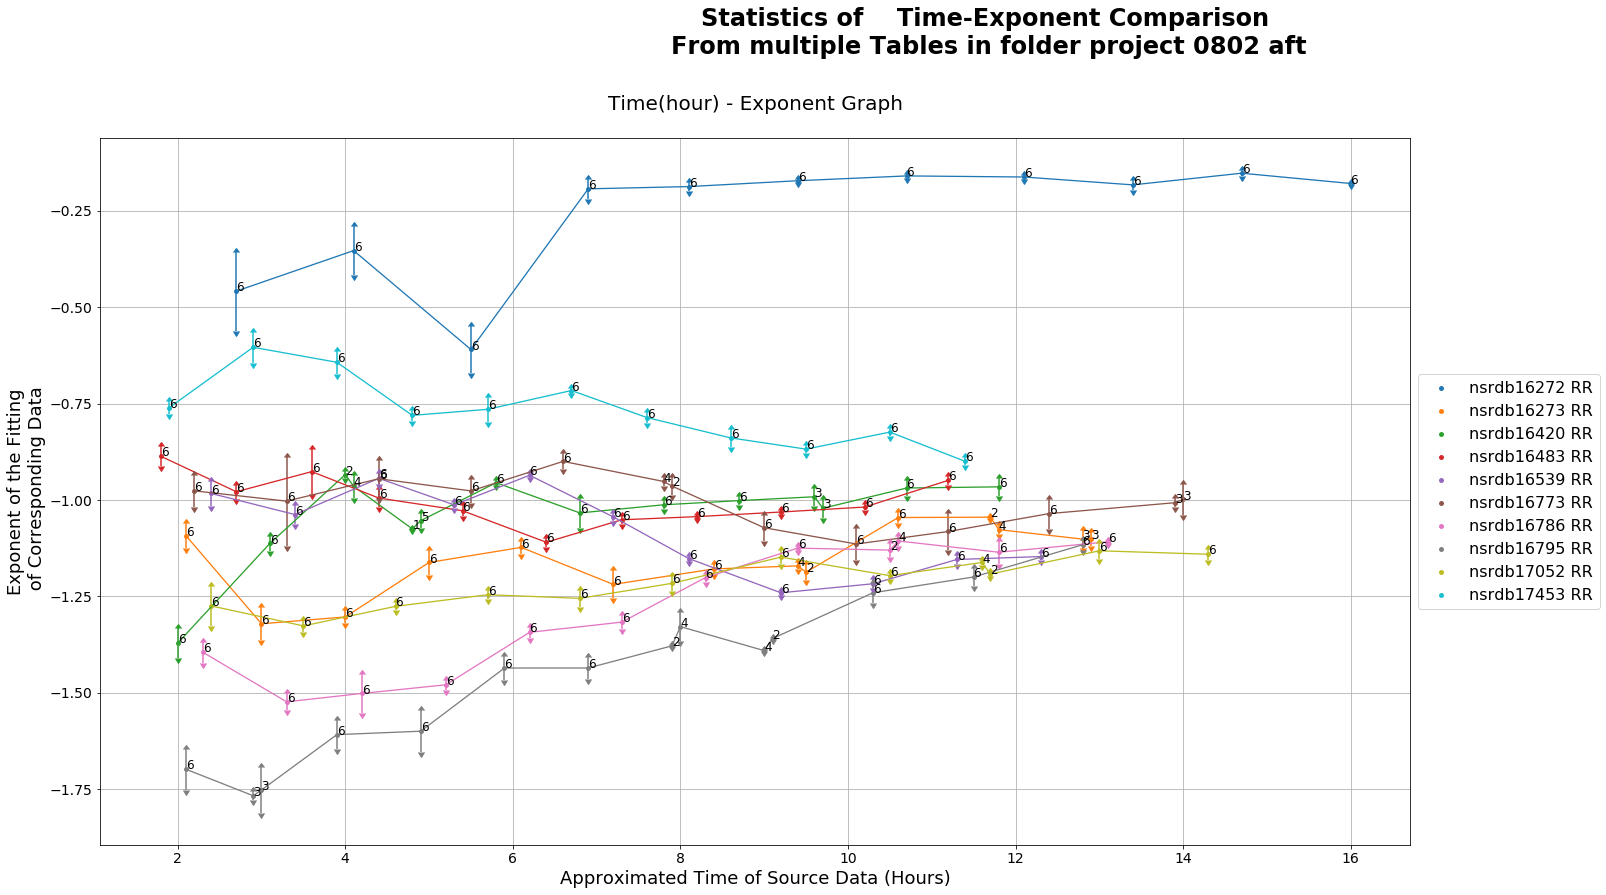 Statistics of    Time-Exponent Comparison
From multiple Tables in folder project 0802 aft
Time(hour) - Exponent Graph
Exponent of the Fitting
of Corresponding Data
−0.25
−0.50
−0.75
−1.00
−1.25
−1.50
−1.75
2 4 6 8 10 12 14 16
Approximated Time of Source Data (Hours)
nsrdb16272 RR
nsrdb16273 RR
nsrdb16420 RR
nsrdb16483 RR
nsrdb16539 RR
nsrdb16773 RR
nsrdb16786 RR
nsrdb16795 RR
nsrdb17052 RR
nsrdb17453 RR